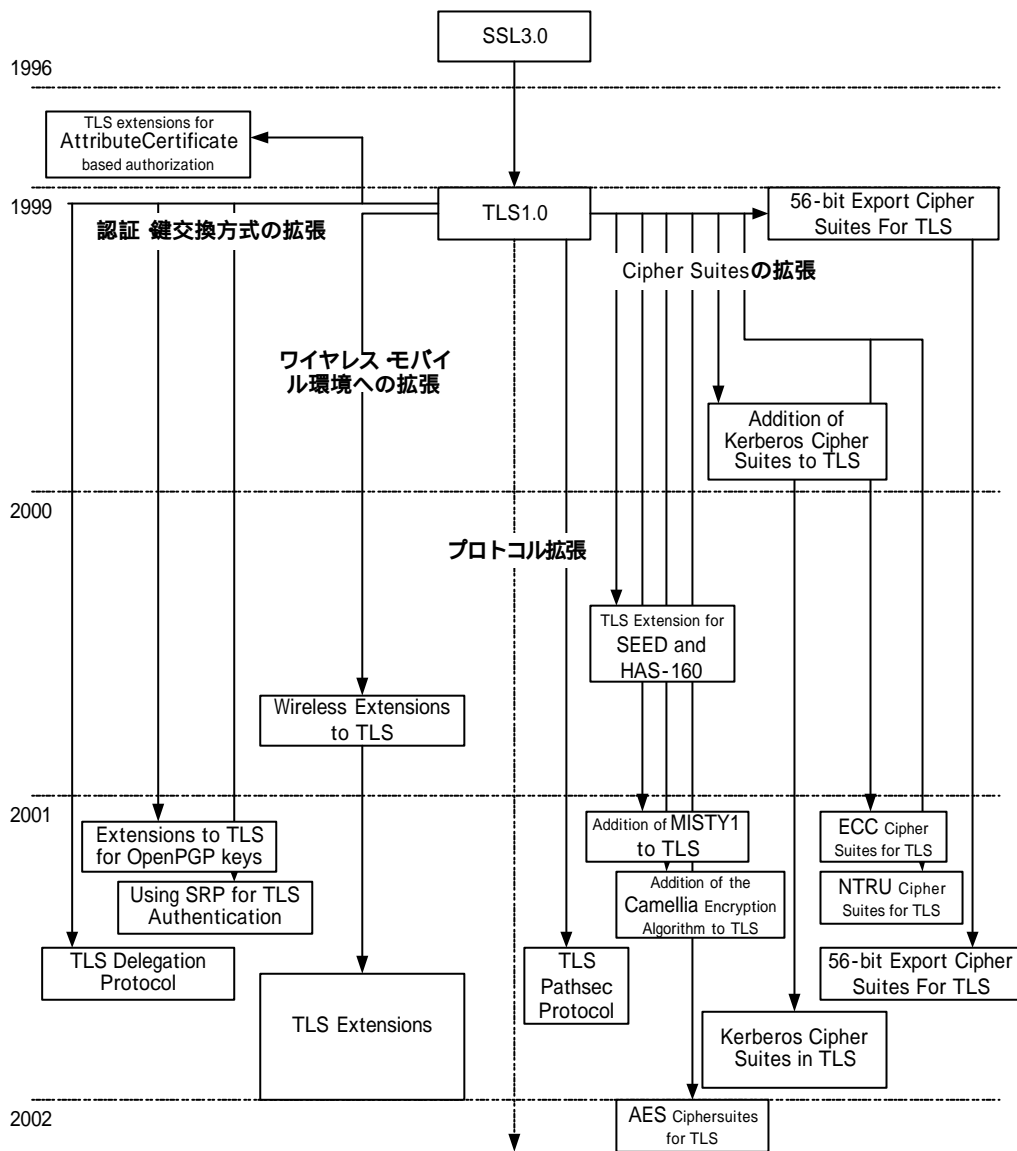 SSL3.0
1996
TLS extensions for
AttributeCertificate
based authorization
1999
TLS1.0
56-bit Export Cipher
Suites For TLS
認証・鍵交換方式の拡張
Cipher Suitesの拡張
ワイヤレス・モバイ
ル環境への拡張
Addition of
Kerberos Cipher
Suites to TLS
2000
プロトコル拡張
TLS Extension for
SEED and
HAS-160
Wireless Extensions
to TLS
2001
Extensions to TLS
for OpenPGP keys
Addition of MISTY1
to TLS
ECC Cipher
Suites for TLS
Using SRP for TLS
Authentication
Addition of the
Camellia Encryption
Algorithm to TLS
NTRU Cipher
Suites for TLS
TLS Delegation
Protocol
TLS
Pathsec
Protocol
56-bit Export Cipher
Suites For TLS
TLS Extensions
Kerberos Cipher
Suites in TLS
2002
AES Ciphersuites
for TLS